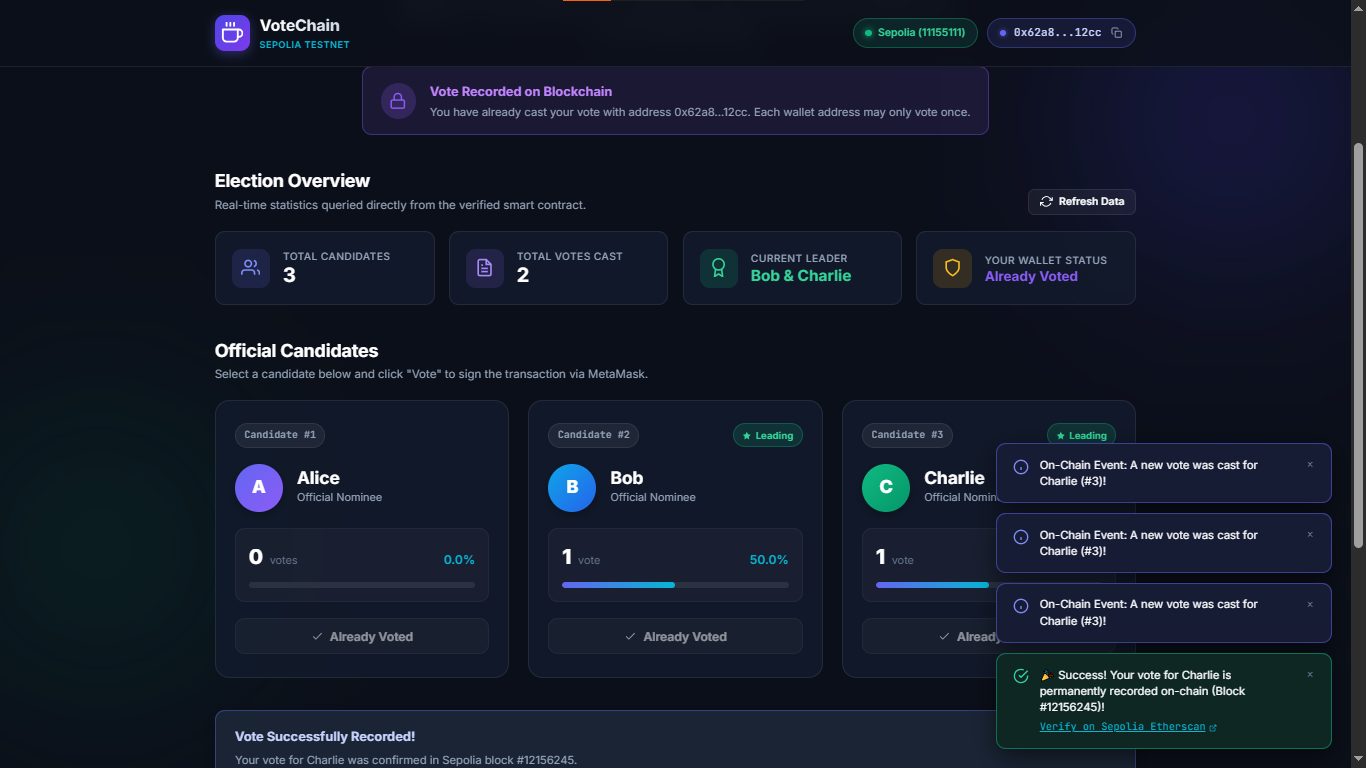 VoteChain
SEPOLIA TESTNET
Sepolia (11155111)
0x62a8...12cc
Vote Recorded on Blockchain
You have already cast your vote with address 0x62a8...12cc. Each wallet address may only vote once.
Election Overview
Real-time statistics queried directly from the verified smart contract.
Refresh Data
TOTAL CANDIDATES
3
TOTAL VOTES CAST
2
CURRENT LEADER
Bob & Charlie
YOUR WALLET STATUS
Already Voted
Official Candidates
Select a candidate below and click "Vote" to sign the transaction via MetaMask.
Candidate #1
A
Alice
Official Nominee
0 votes
0.0%
Already Voted
Candidate #2
Leading
B
Bob
Official Nominee
1 vote
50.0%
Already Voted
Candidate #3
Leading
C
Charlie
Official
1 vote
On-Chain Event: A new vote was cast for
Charlie (#3)!
On-Chain Event: A new vote was cast for
Charlie (#3)!
On-Chain Event: A new vote was cast for
Charlie (#3)!
🎉 Success! Your vote for Charlie is
permanently recorded on-chain (Block
#12156245)!
Verify on Sepolia Etherscan
Vote Successfully Recorded!
Your vote for Charlie was confirmed in Sepolia block #12156245.